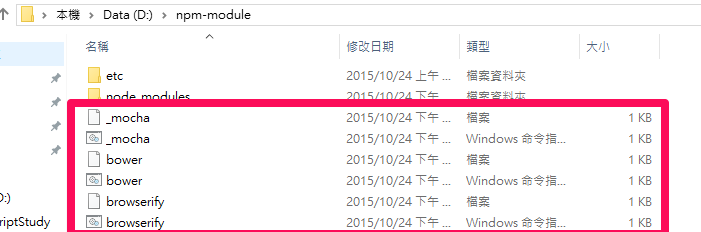 本機 > Data (D:) > npm-module
名稱 修改日期 類型 大小
etc 2015/10/24 上午 ... 檔案資料夾
node_modules 2015/10/24 下午 ... 檔案資料夾
_mocha 2015/10/24 下午 ... 檔案 1 KB
_mocha 2015/10/24 下午 ... Windows 命令指... 1 KB
bower 2015/10/24 下午 ... 檔案 1 KB
bower 2015/10/24 下午 ... Windows 命令指... 1 KB
browserify 2015/10/24 下午 ... 檔案 1 KB
browserify 2015/10/24 下午 ... Windows 命令指... 1 KB
:)
riptStudy